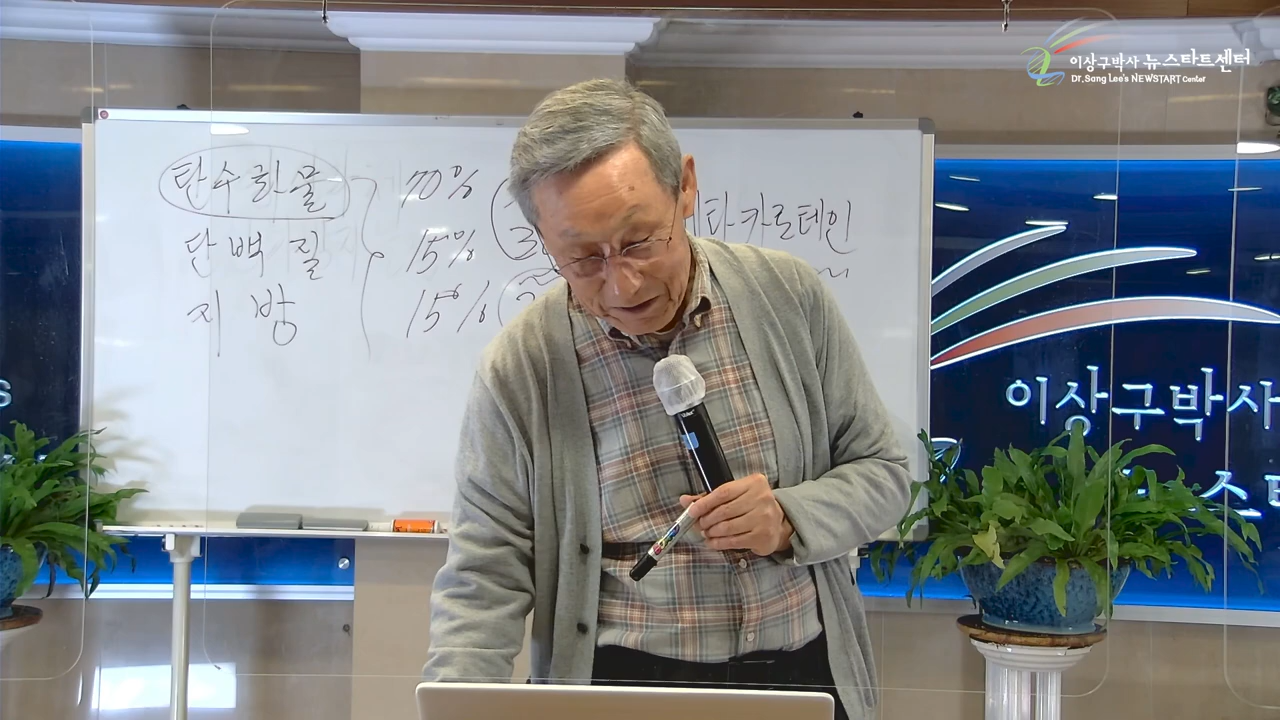 이상구박사 뉴스타트센터
Dr. Sang Lee's NEWSTART Center
탄수화물 70%
단백질 15% 타카로테인
지방 15%
이상구박사